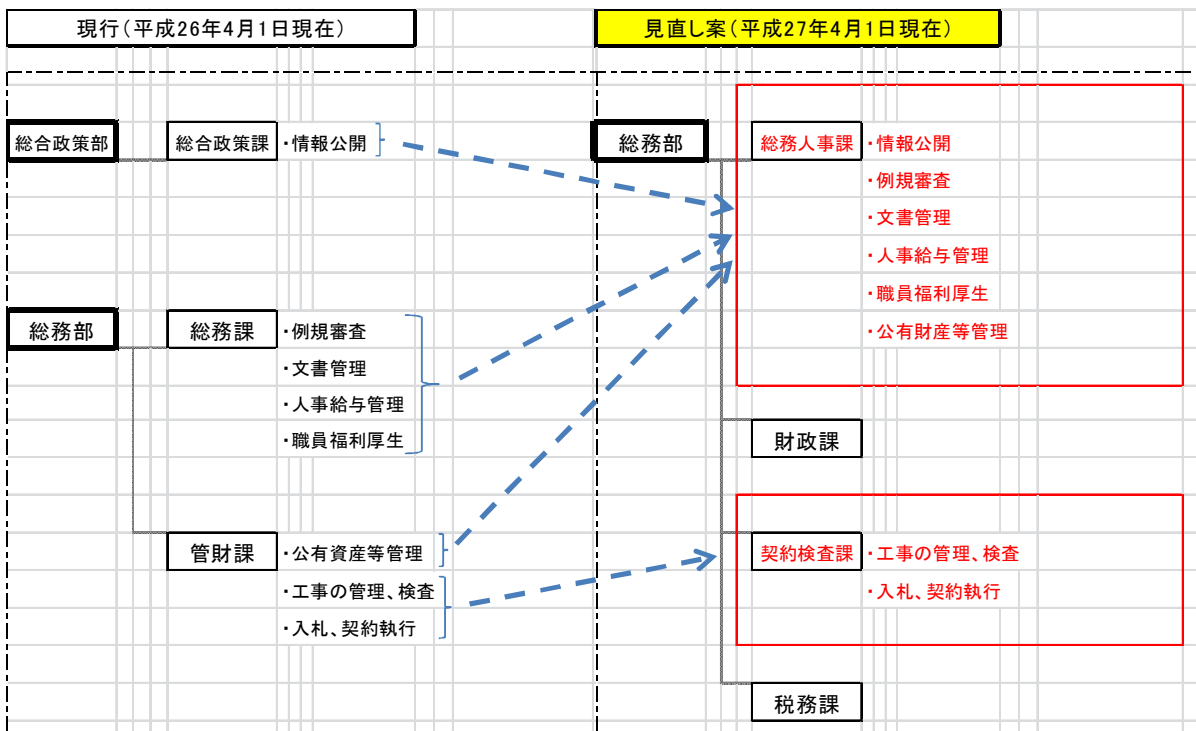 現行(平成26年4月1日現在)
見直し案(平成27年4月1日現在)
総合政策部
総合政策課
・情報公開
総務部
総務課
・例規審査
・文書管理
・人事給与管理
・職員福利厚生
管財課
・公有資産等管理
・工事の管理、検査
・入札、契約執行
総務部
総務人事課
・情報公開
・例規審査
・文書管理
・人事給与管理
・職員福利厚生
・公有財産等管理
財政課
契約検査課
・工事の管理、検査
・入札、契約執行
税務課